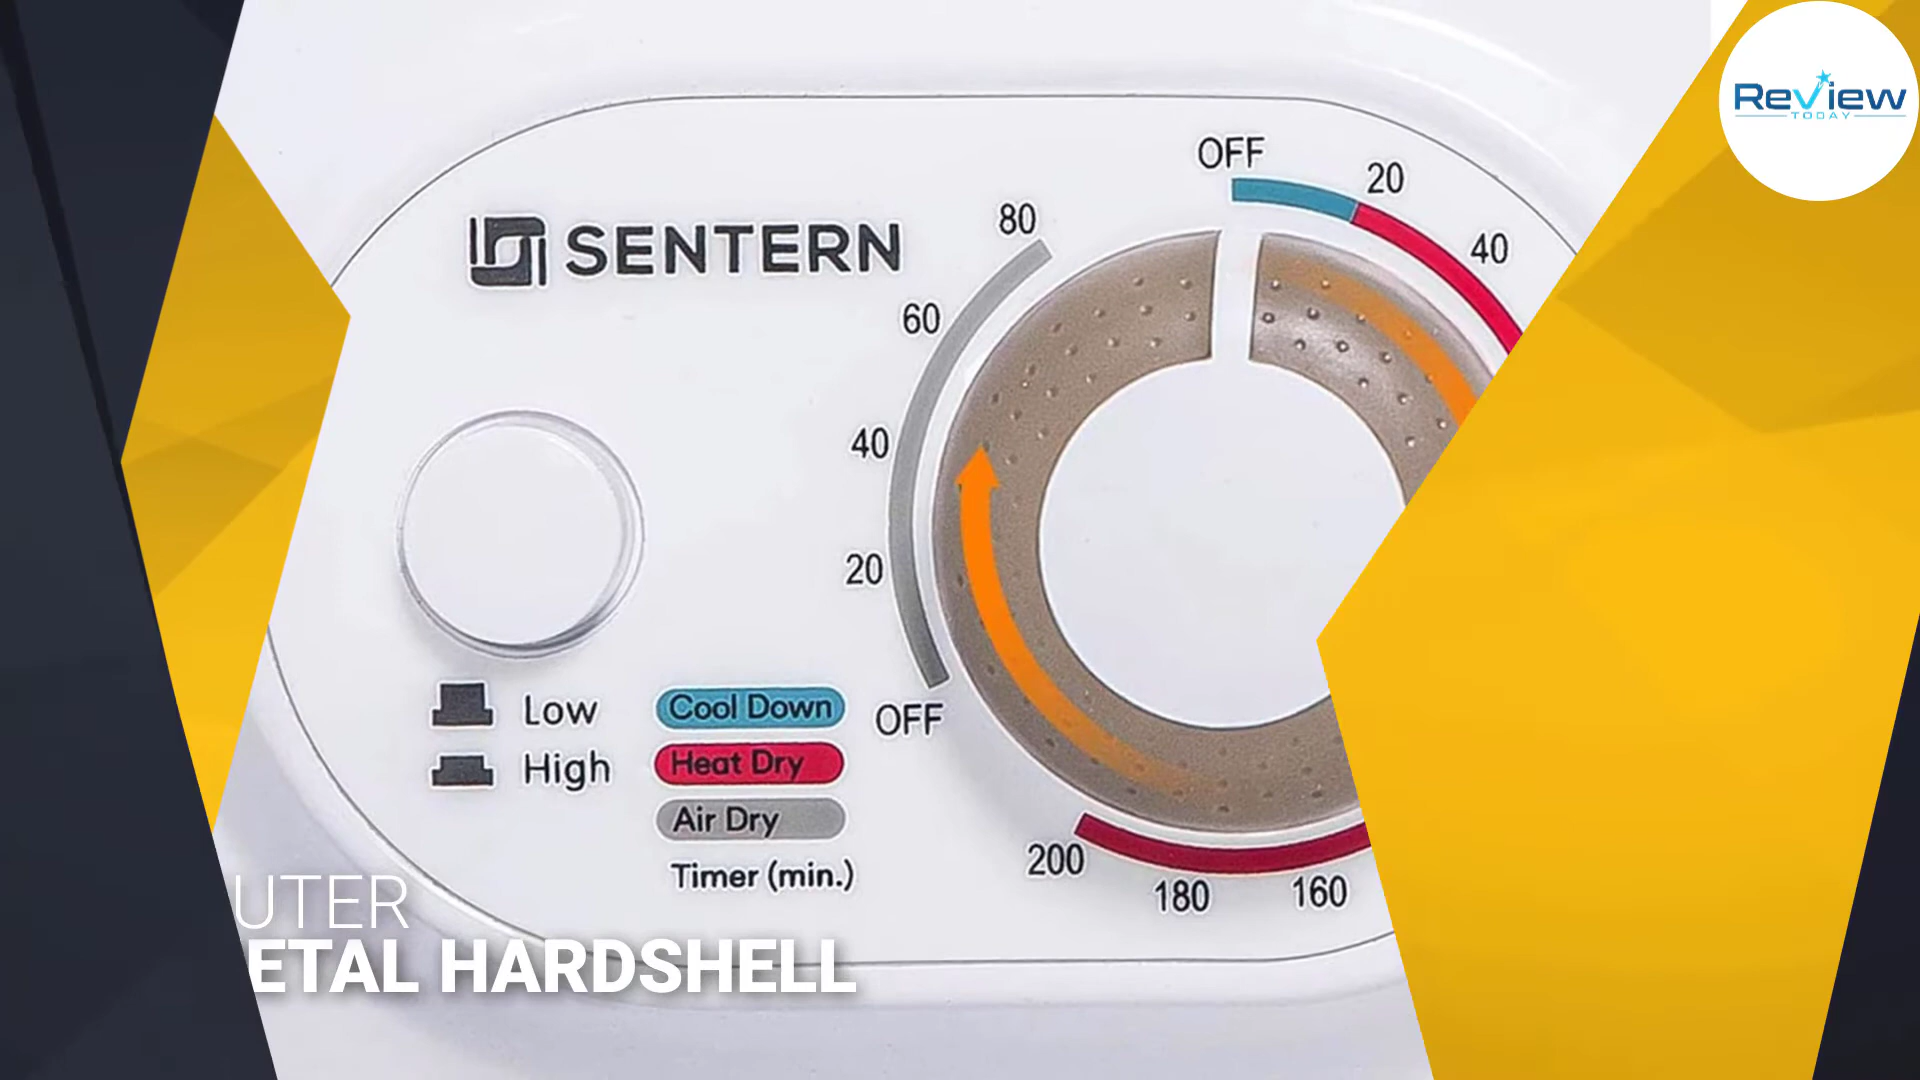 Review
TODAY
OFF
20
40
SENTERN
80
60
40
20
OFF
Low
High
Cool Down
Heat Dry
Air Dry
Timer (min.)
200
180
160
UTER
ETAL HARDSHELL